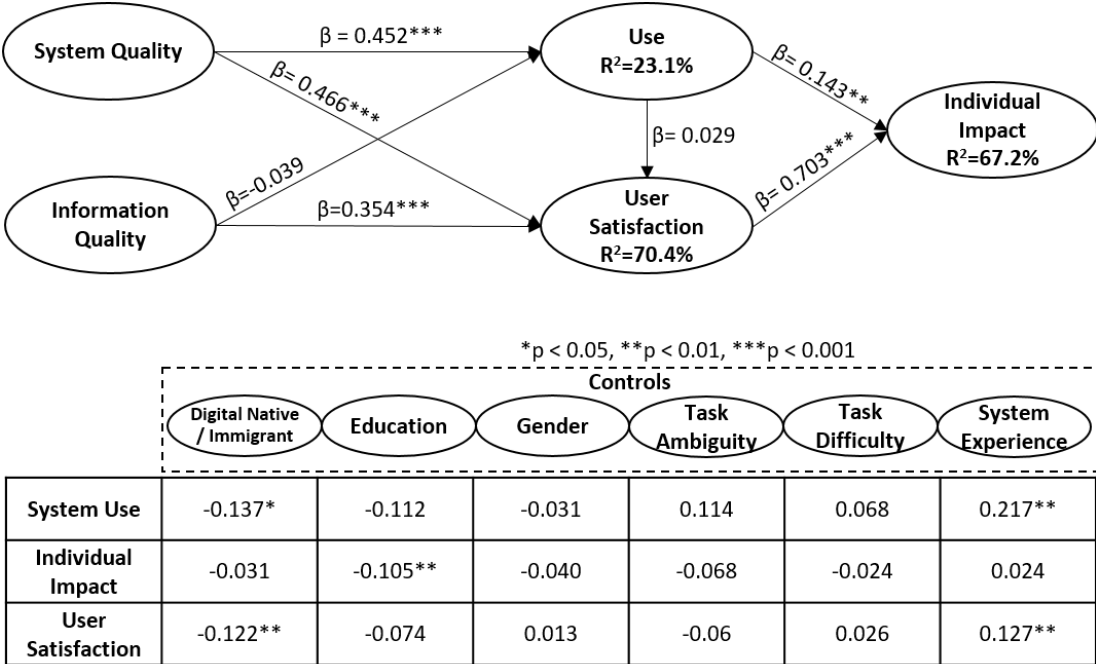 System Quality
β = 0.452***
Use
R²=23.1%
β= 0.466***
β= 0.143**
Individual
Impact
R²=67.2%
β= 0.029
β=-0.039
β= 0.703***
Information
Quality
β=0.354***
User
Satisfaction
R²=70.4%
*p < 0.05, **p < 0.01, ***p < 0.001
Controls
Digital Native
/ Immigrant
Education
Gender
Task
Ambiguity
Task
Difficulty
System
Experience
System Use -0.137* -0.112 -0.031 0.114 0.068 0.217**
Individual
Impact
-0.031 -0.105** -0.040 -0.068 -0.024 0.024
User
Satisfaction
-0.122** -0.074 0.013 -0.06 0.026 0.127**